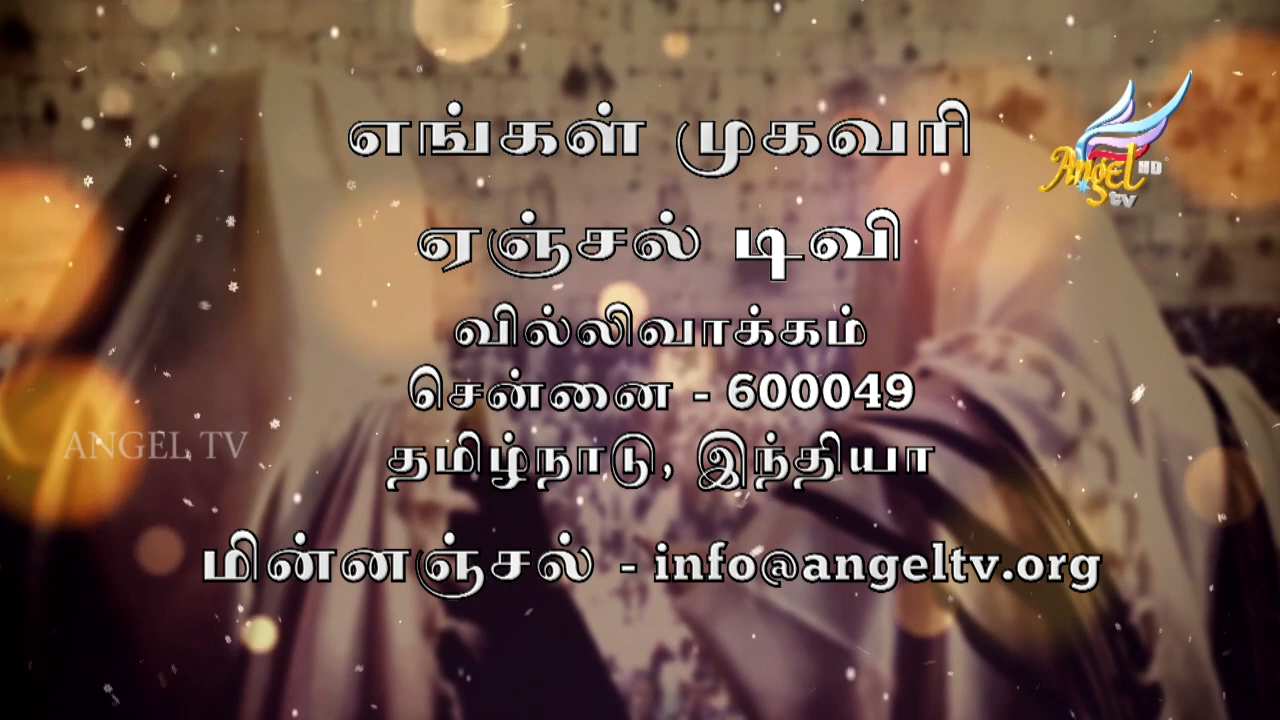 எங்கள் முகவரி
Angel HD
tv
ஏஞ்சல் டிவி
வில்லிவாக்கம்
சென்னை - 600049
ANGEL TV
தமிழ்நாடு, இந்தியா
மின்னஞ்சல் - info@angeltv.org